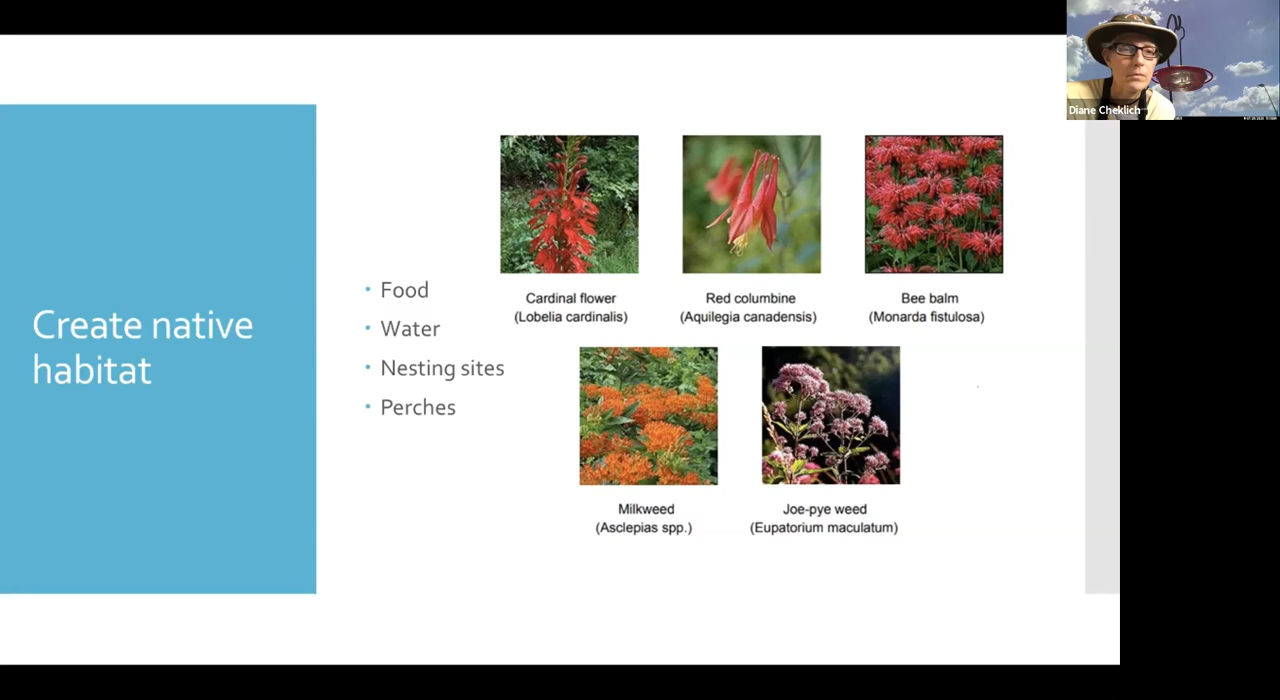 Diane Cheklich
Create native
habitat
• Food
• Water
• Nesting sites
• Perches
Cardinal flower
(Lobelia cardinalis)
Red columbine
(Aquilegia canadensis)
Bee balm
(Monarda fistulosa)
Milkweed
(Asclepias spp.)
Joe-pye weed
(Eupatorium maculatum)